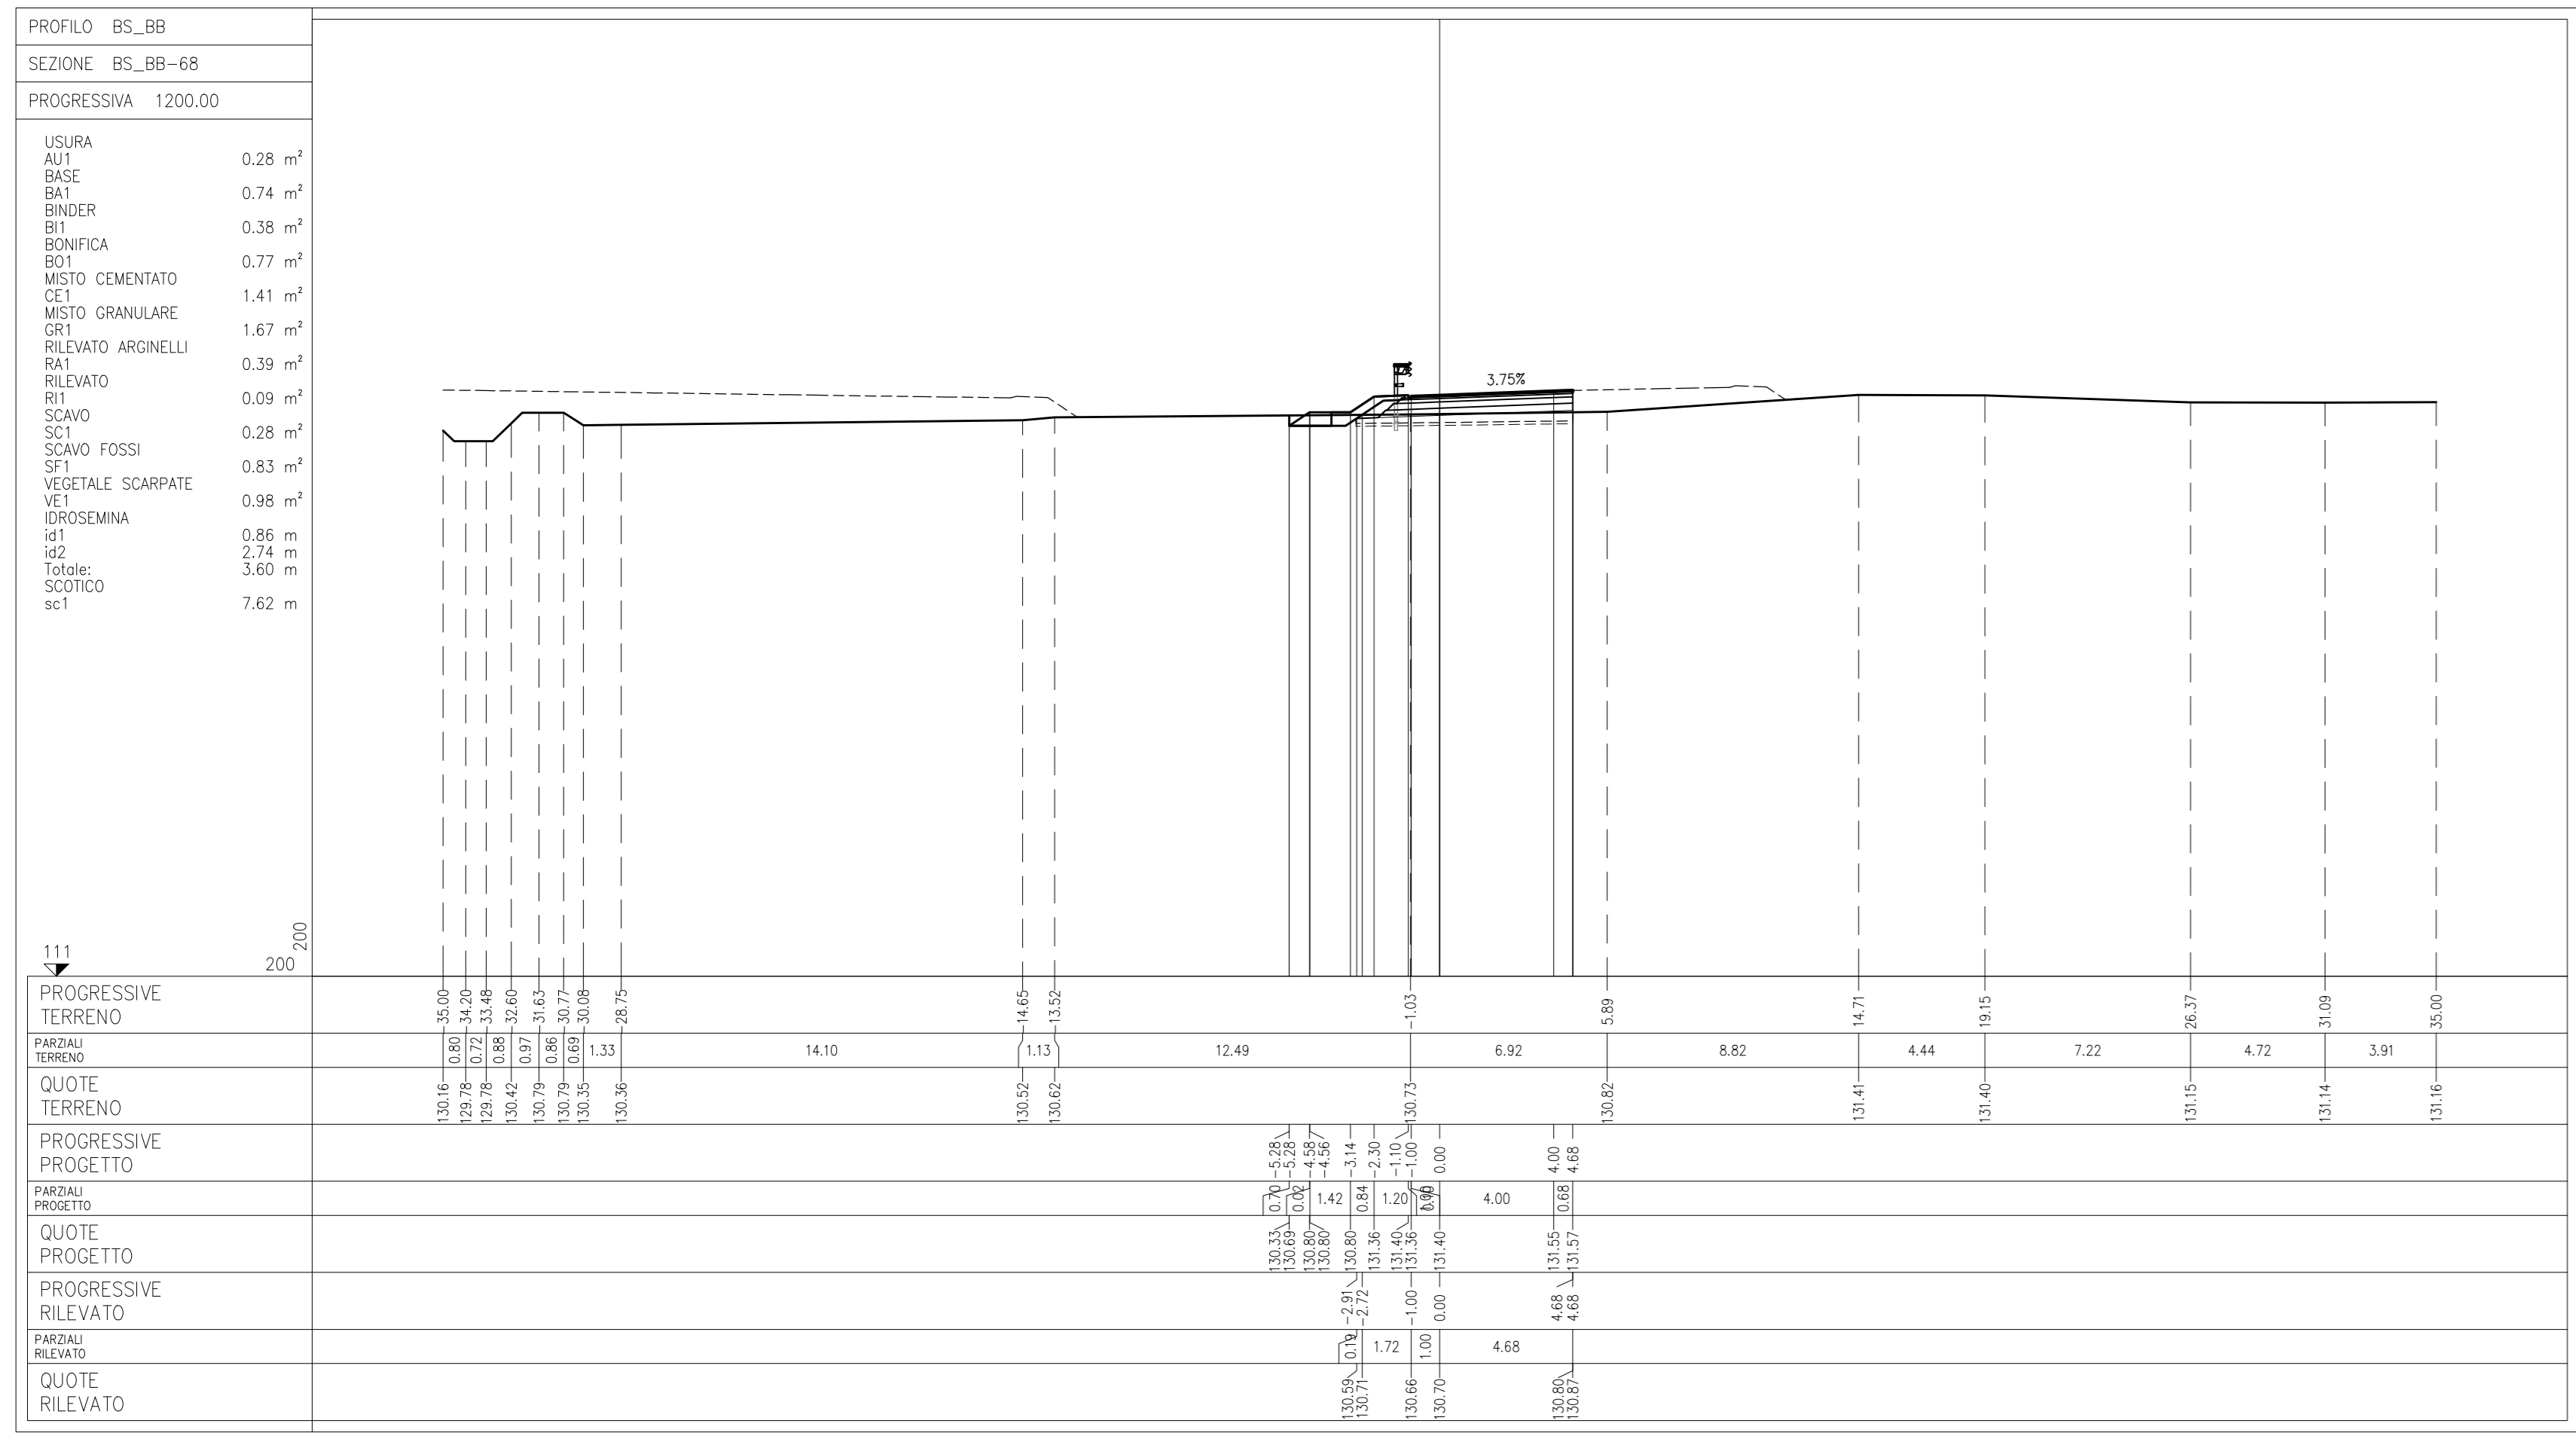 PROFILO BS_BB
SEZIONE BS_BB-68
PROGRESSIVA 1200.00
USURA
AU1 0.28 m²
BASE
BA1 0.74 m²
BINDER
BI1 0.38 m²
BONIFICA
BO1 0.77 m²
MISTO CEMENTATO
CE1 1.41 m²
MISTO GRANULARE
GR1 1.67 m²
RILEVATO ARGINELLI
RA1 0.39 m²
RILEVATO
RI1 0.09 m²
SCAVO
SC1 0.28 m²
SCAVO FOSSI
SF1 0.83 m²
VEGETALE SCARPATE
VE1 0.98 m²
IDROSEMINA
id1 0.86 m
id2 2.74 m
Totale: 3.60 m
SCOTICO
sc1 7.62 m
3.75%
111
200
200
PROGRESSIVE
TERRENO
-35.00 -34.20 -33.48 -32.60 -31.63 -30.77 -30.08 -28.75 -14.65 -13.52 -1.03 5.89 14.71 19.15 26.37 31.09 35.00
PARZIALI
TERRENO
0.80 0.72 0.88 0.97 0.86 0.69 1.33 14.10 1.13 12.49 6.92 8.82 4.44 7.22 4.72 3.91
QUOTE
TERRENO
130.16 129.78 129.78 130.42 130.79 130.79 130.35 130.36 130.52 130.62 130.73 130.82 131.41 131.40 131.15 131.14 131.16
PROGRESSIVE
PROGETTO
-5.28 -5.28 -4.58 -4.56 -3.14 -2.30 -1.10 -1.00 0.00 4.00 4.68
PARZIALI
PROGETTO
0.70 0.02 1.42 0.84 1.20 4.00 0.68
QUOTE
PROGETTO
130.33 130.69 130.80 130.80 130.80 131.36 131.40 131.36 131.40 131.55 131.57
PROGRESSIVE
RILEVATO
-2.91 -2.72 -1.00 0.00 4.68 4.68
PARZIALI
RILEVATO
0.19 1.72 1.00 4.68
QUOTE
RILEVATO
130.59 130.71 130.66 130.70 130.80 130.87